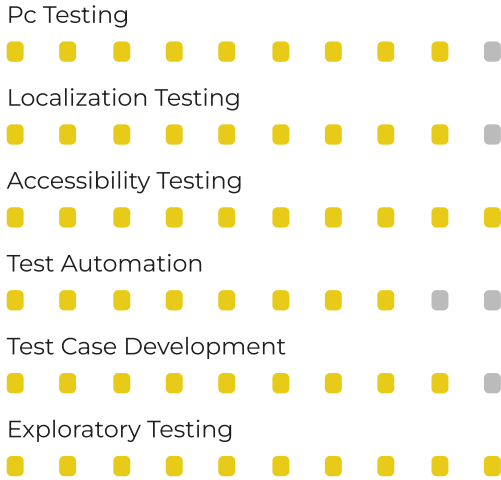 Pc Testing
Localization Testing
Accessibility Testing
Test Automation
Test Case Development
Exploratory Testing